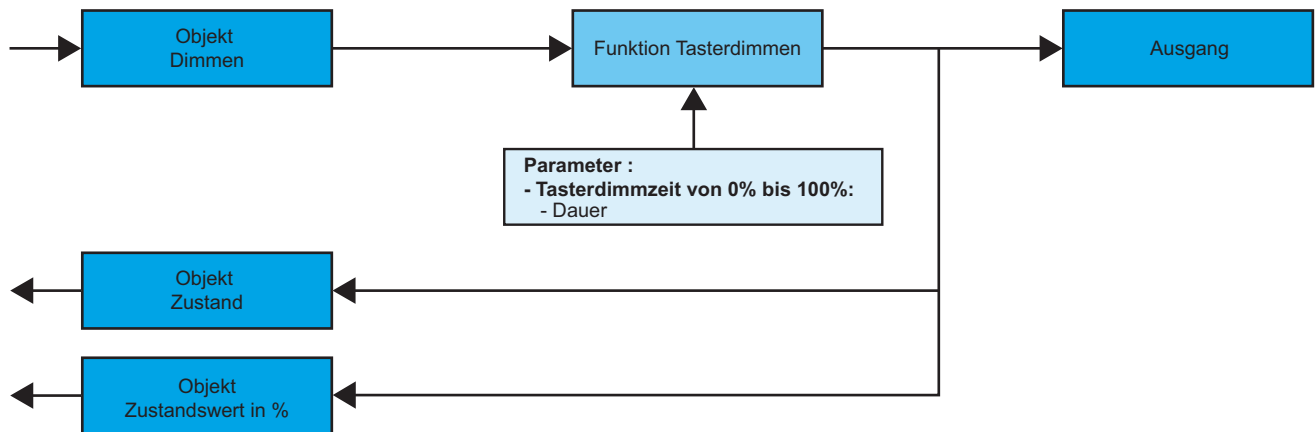 Objekt
Dimmen
Funktion Tasterdimmen
Ausgang
Parameter :
- Tasterdimmzeit von 0% bis 100%:
- Dauer
Objekt
Zustand
Objekt
Zustandswert in %